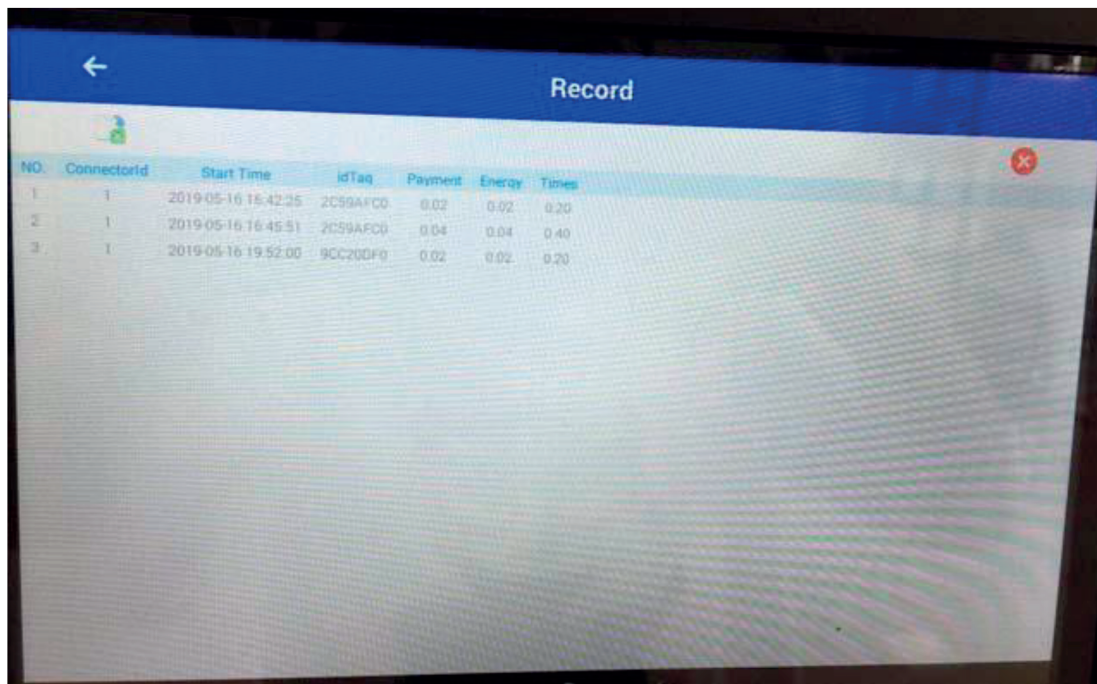 Record
NO. ConnectorId Start Time idTag Payment Energy Times
1 1 2019-05-16 16:42:25 2C59AFC0 0.02 0.02 0.20
2 1 2019-05-16 16:45:51 2C59AFC0 0.04 0.04 0.40
3 1 2019-05-16 19:52:00 9CC20DF0 0.02 0.02 0.20